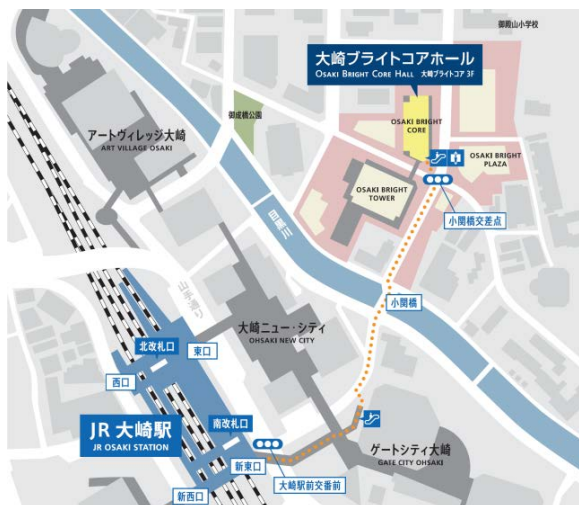 御殿山小学校
大崎ブライトコアホール
OSAKI BRIGHT CORE HALL 大崎ブライトコア 3F
御成橋公園
アートヴィレッジ大崎
ART VILLAGE OSAKI
OSAKI BRIGHT
CORE
OSAKI BRIGHT
PLAZA
OSAKI BRIGHT
TOWER
小関橋交差点
目黒川
小関橋
山手通り
大崎ニュー・シティ
OHSAKI NEW CITY
北改札口
東口
西口
南改札口
JR 大崎駅
JR OSAKI STATION
新東口
ゲートシティ大崎
GATE CITY OHSAKI
大崎駅前交番前
新西口